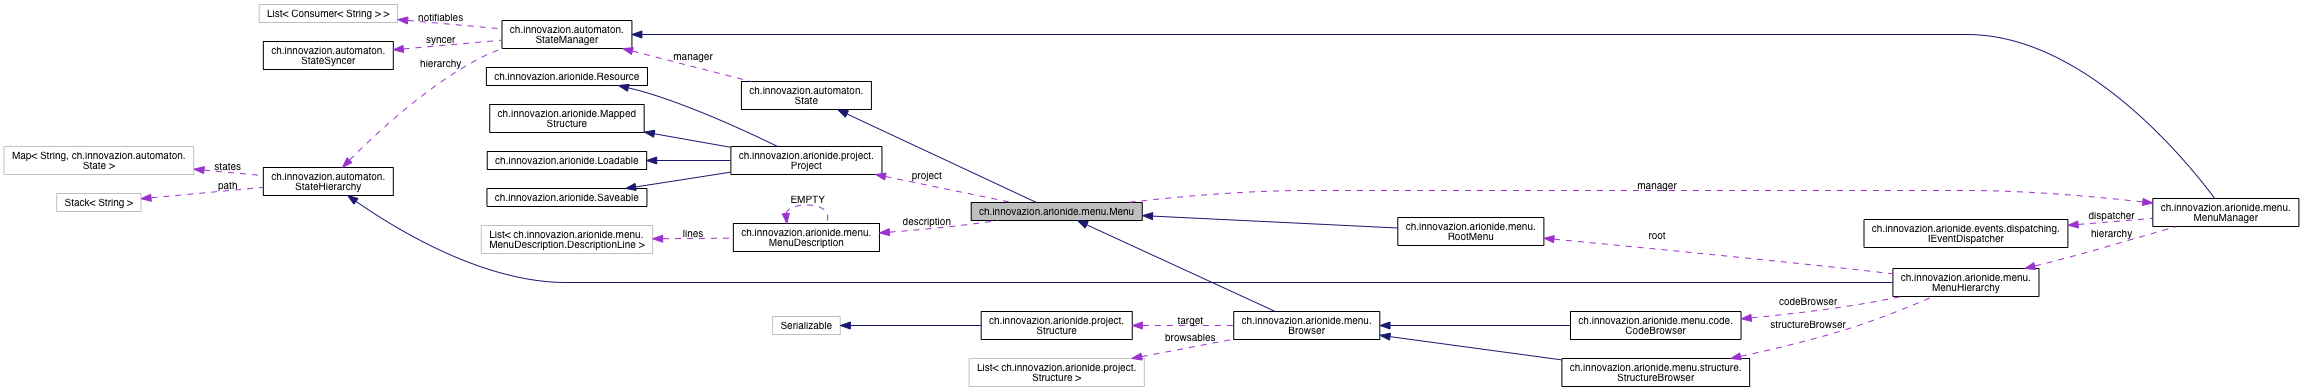 List< Consumer< String > >
notifiables
ch.innovazion.automaton.
StateManager
syncer
ch.innovazion.automaton.
StateSyncer
hierarchy
manager
ch.innovazion.arionide.Resource
ch.innovazion.automaton.
State
ch.innovazion.arionide.Mapped
Structure
Map< String, ch.innovazion.automaton.
State >
states
ch.innovazion.arionide.Loadable
ch.innovazion.arionide.project.
Project
ch.innovazion.automaton.
StateHierarchy
path
Stack< String >
ch.innovazion.arionide.Saveable
project
manager
EMPTY
ch.innovazion.arionide.menu.Menu
ch.innovazion.arionide.menu.
MenuManager
description
dispatcher
List< ch.innovazion.arionide.menu.
MenuDescription.DescriptionLine >
lines
ch.innovazion.arionide.menu.
MenuDescription
ch.innovazion.arionide.menu.
RootMenu
root
ch.innovazion.arionide.events.dispatching.
IEventDispatcher
hierarchy
ch.innovazion.arionide.menu.
MenuHierarchy
codeBrowser
Serializable
ch.innovazion.arionide.project.
Structure
target
ch.innovazion.arionide.menu.
Browser
ch.innovazion.arionide.menu.code.
CodeBrowser
structureBrowser
browsables
List< ch.innovazion.arionide.project.
Structure >
ch.innovazion.arionide.menu.structure.
StructureBrowser